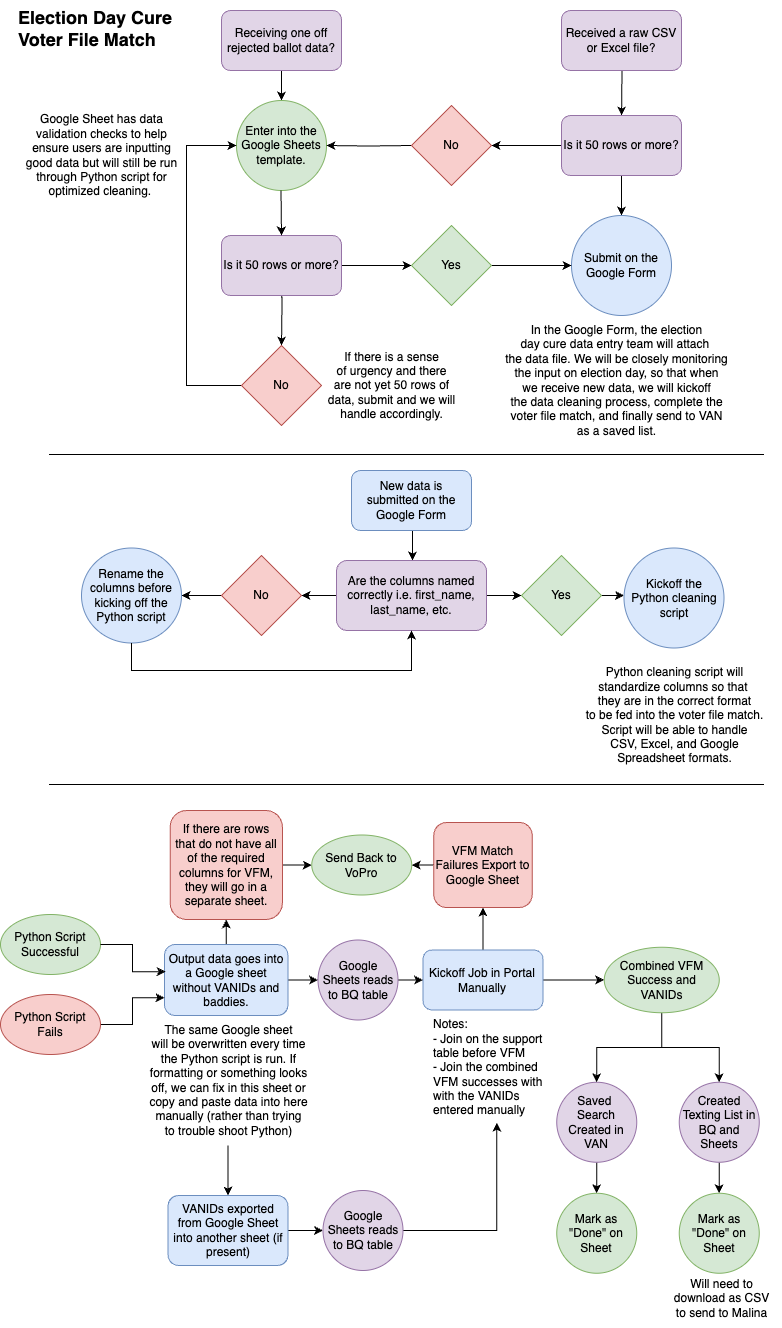 Election Day Cure
Voter File Match
Receiving one off
rejected ballot data?
Received a raw CSV
or Excel file?
Google Sheet has data
validation checks to help
ensure users are inputting
good data but will still be run
through Python script for
optimized cleaning.
Enter into the
Google Sheets
template.
No
Is it 50 rows or more?
Is it 50 rows or more?
Yes
Submit on the
Google Form
No
If there is a sense
of urgency and there
are not yet 50 rows of
data, submit and we will
handle accordingly.
In the Google Form, the election
day cure data entry team will attach
the data file. We will be closely monitoring
the input on election day, so that when
we receive new data, we will kickoff
the data cleaning process, complete the
voter file match, and finally send to VAN
as a saved list.
New data is
submitted on the
Google Form
Rename the
columns before
kicking off the
Python script
No
Are the columns named
correctly i.e. first_name,
last_name, etc.
Yes
Kickoff the
Python cleaning
script
Python cleaning script will
standardize columns so that
they are in the correct format
to be fed into the voter file match.
Script will be able to handle
CSV, Excel, and Google
Spreadsheet formats.
If there are rows
that do not have all
of the required
columns for VFM,
they will go in a
separate sheet.
Send Back to
VoPro
VFM Match
Failures Export to
Google Sheet
Python Script
Successful
Python Script
Fails
Output data goes into
a Google sheet
without VANIDs and
baddies.
Google
Sheets reads
to BQ table
Kickoff Job in Portal
Manually
Combined VFM
Success and
VANIDs
The same Google sheet
will be overwritten every time
the Python script is run. If
formatting or something looks
off, we can fix in this sheet or
copy and paste data into here
manually (rather than trying
to trouble shoot Python)
Notes:
- Join on the support
table before VFM
- Join the combined
VFM successes with
with the VANIDs
entered manually
Saved
Search
Created in
VAN
Created
Texting List in
BQ and
Sheets
VANIDs exported
from Google Sheet
into another sheet (if
present)
Google
Sheets reads
to BQ table
Mark as
"Done" on
Sheet
Mark as
"Done" on
Sheet
Will need to
download as CSV
to send to Malina